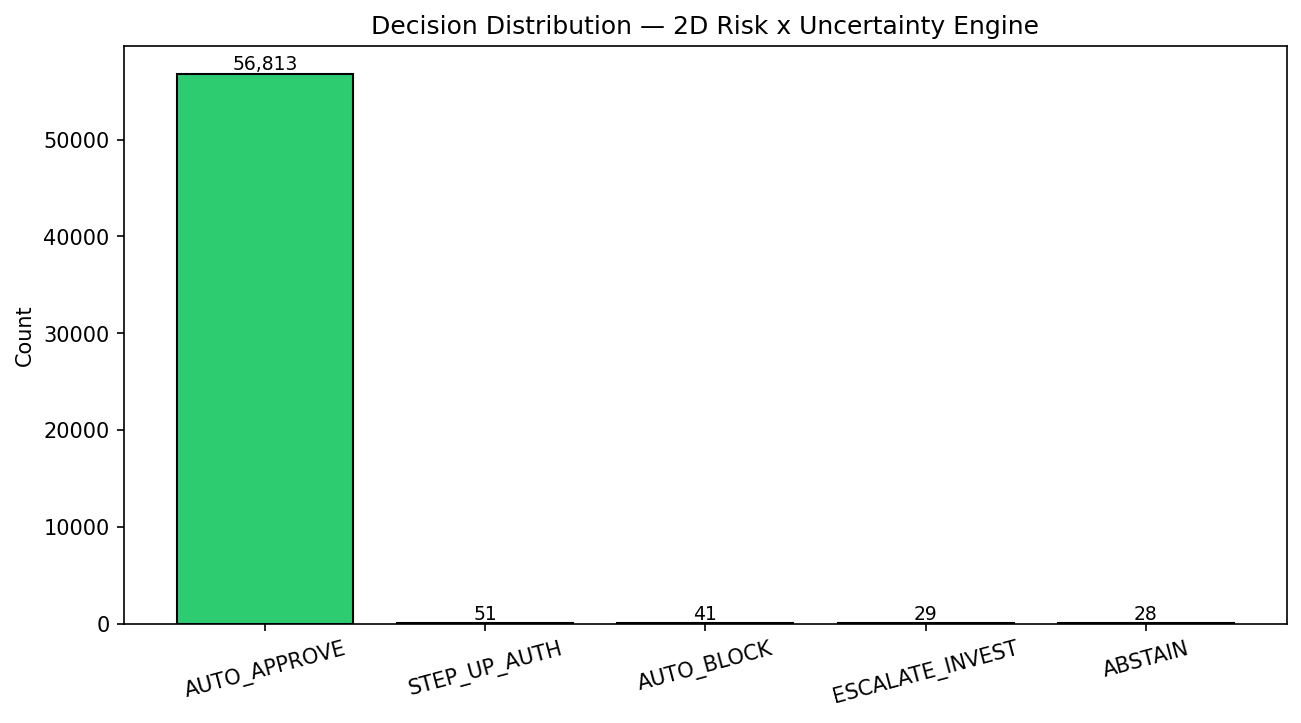 Decision Distribution — 2D Risk x Uncertainty Engine
56,813
50000
40000
30000
20000
10000
0
Count
51
41
29
28
AUTO_APPROVE
STEP_UP_AUTH
AUTO_BLOCK
ESCALATE_INVEST
ABSTAIN